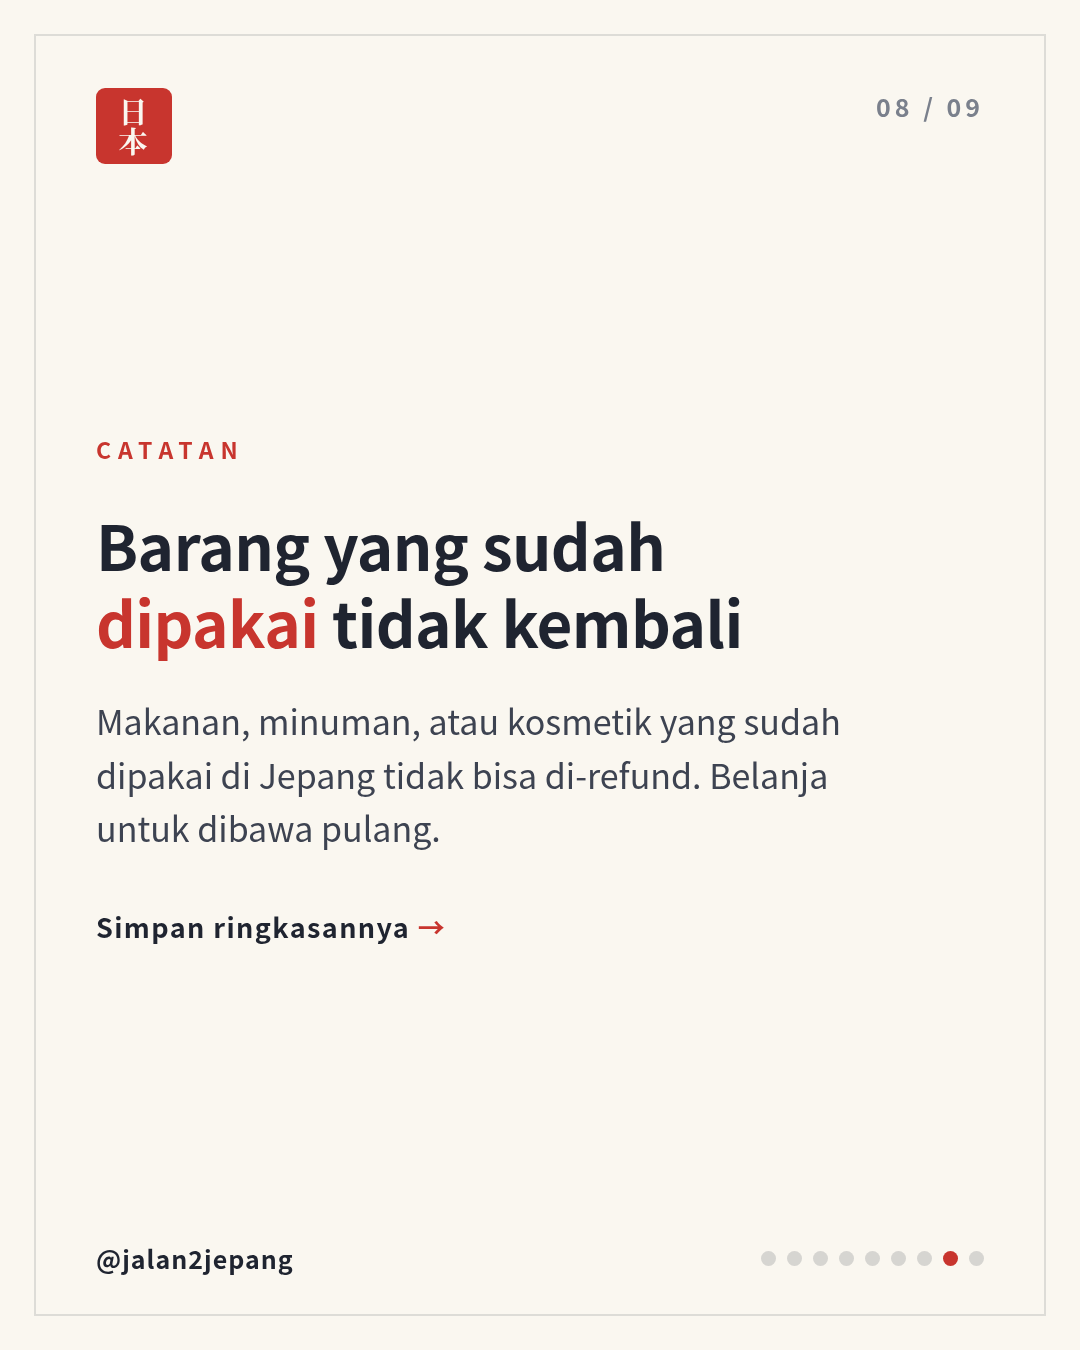 日本
08 / 09
CATATAN
Barang yang sudah
dipakai tidak kembali
Makanan, minuman, atau kosmetik yang sudah
dipakai di Jepang tidak bisa di-refund. Belanja
untuk dibawa pulang.
Simpan ringkasannya →
@jalan2jepang